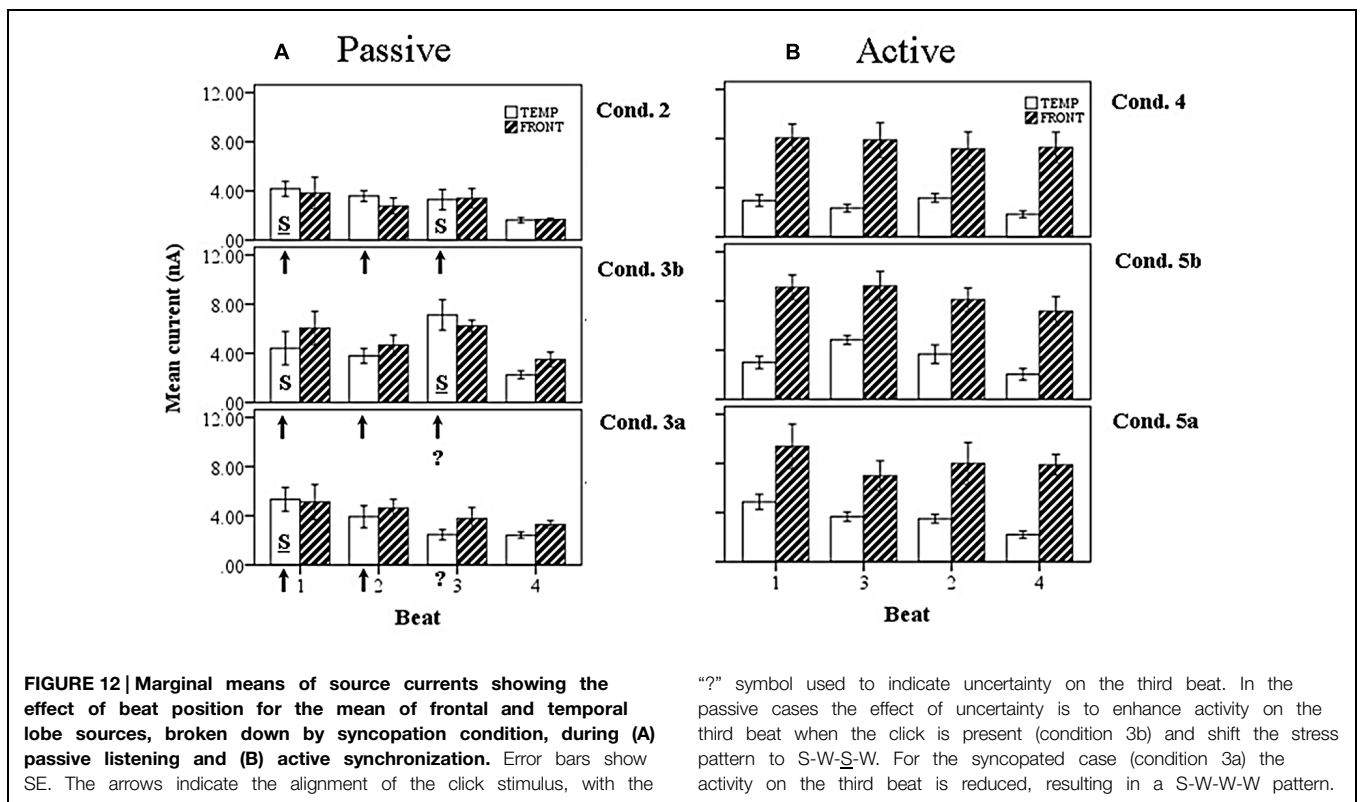 A Passive
B Active
12.00
8.00
4.00
.00
TEMP
FRONT
Cond. 2
S
S
TEMP
FRONT
Cond. 4
Mean current (nA)
12.00
8.00
4.00
.00
Cond. 3b
S
S
Cond. 5b
12.00
8.00
4.00
.00
Cond. 3a
?
S
Cond. 5a
1 2 ? 3 4
Beat
1 3 2 4
Beat
FIGURE 12 | Marginal means of source currents showing the
effect of beat position for the mean of frontal and temporal
lobe sources, broken down by syncopation condition, during (A)
passive listening and (B) active synchronization. Error bars show
SE. The arrows indicate the alignment of the click stimulus, with the
"?" symbol used to indicate uncertainty on the third beat. In the
passive cases the effect of uncertainty is to enhance activity on the
third beat when the click is present (condition 3b) and shift the stress
pattern to S-W-S-W. For the syncopated case (condition 3a) the
activity on the third beat is reduced, resulting in a S-W-W-W pattern.